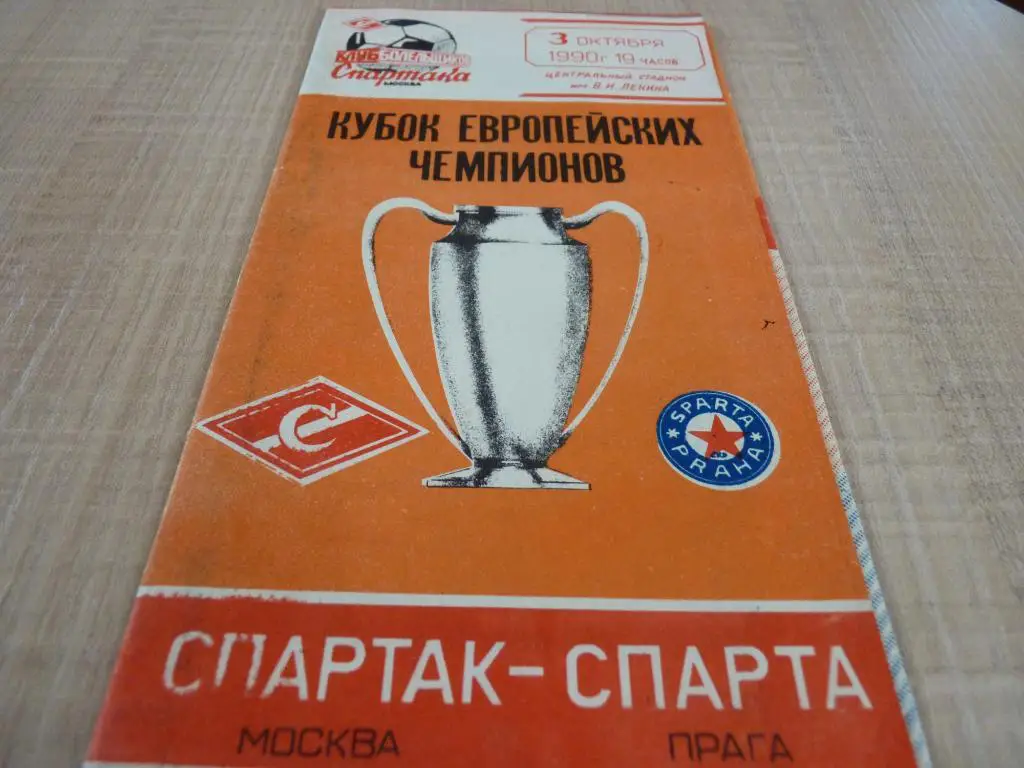 КЛУБ БОЛЕЛЬЩИКОВ
Спартака
МОСКВА
3 ОКТЯБРЯ
1990г 19 ЧАСОВ
ЦЕНТРАЛЬНЫЙ СТАДИОН
им. В.И. ЛЕНИНА
КУБОК ЕВРОПЕЙСКИХ
ЧЕМПИОНОВ
С
SPARTA
PRAHA
СПАРТАК-СПАРТА
МОСКВА ПРАГА